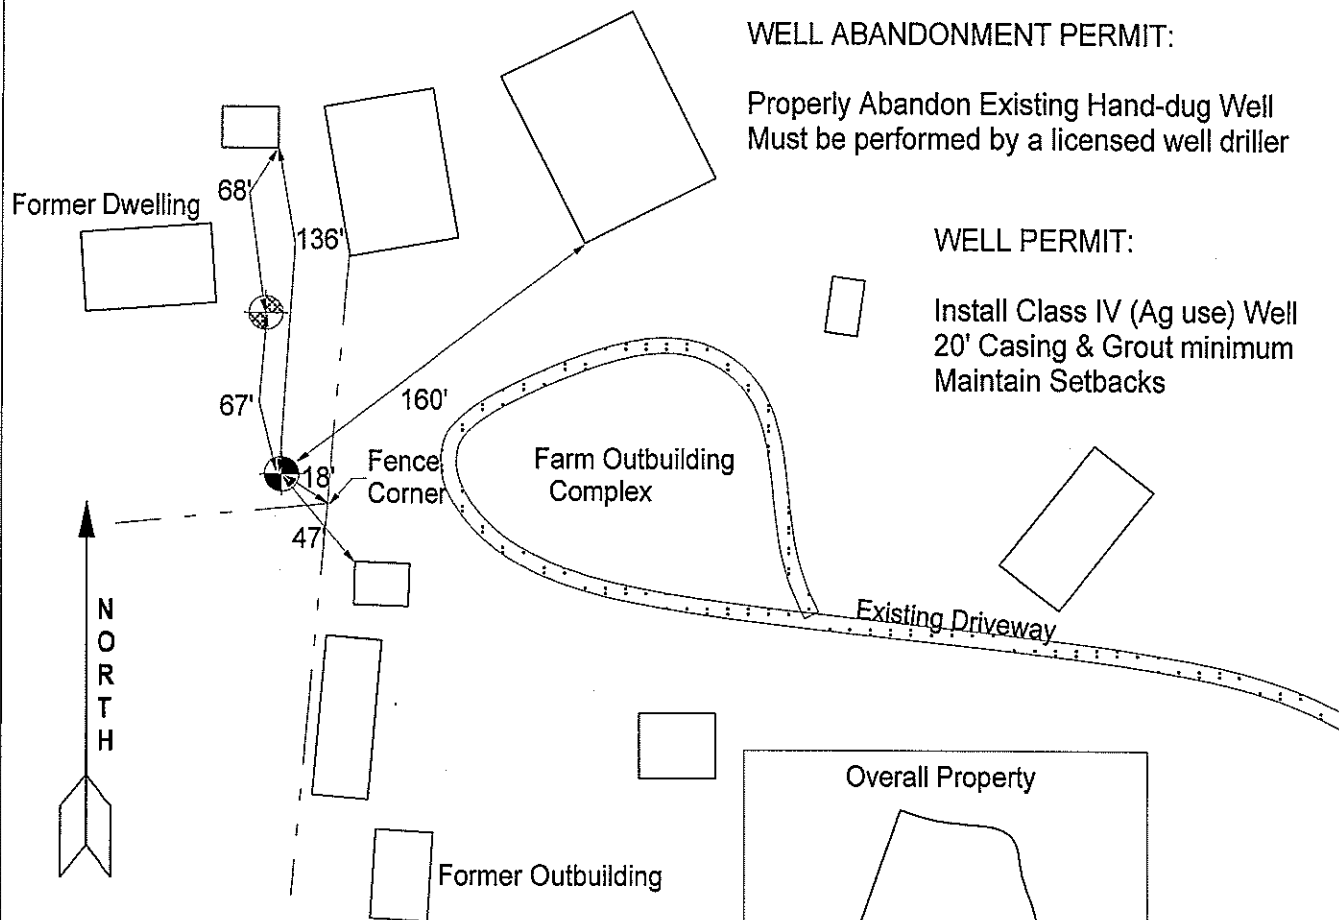 WELL ABANDONMENT PERMIT:
Properly Abandon Existing Hand-dug Well
Must be performed by a licensed well driller
Former Dwelling
68'
136'
WELL PERMIT:
Install Class IV (Ag use) Well
20' Casing & Grout minimum
Maintain Setbacks
67'
160'
18'
Fence
Corner
Farm Outbuilding
Complex
47'
NORTH
Existing Driveway
Overall Property
Former Outbuilding